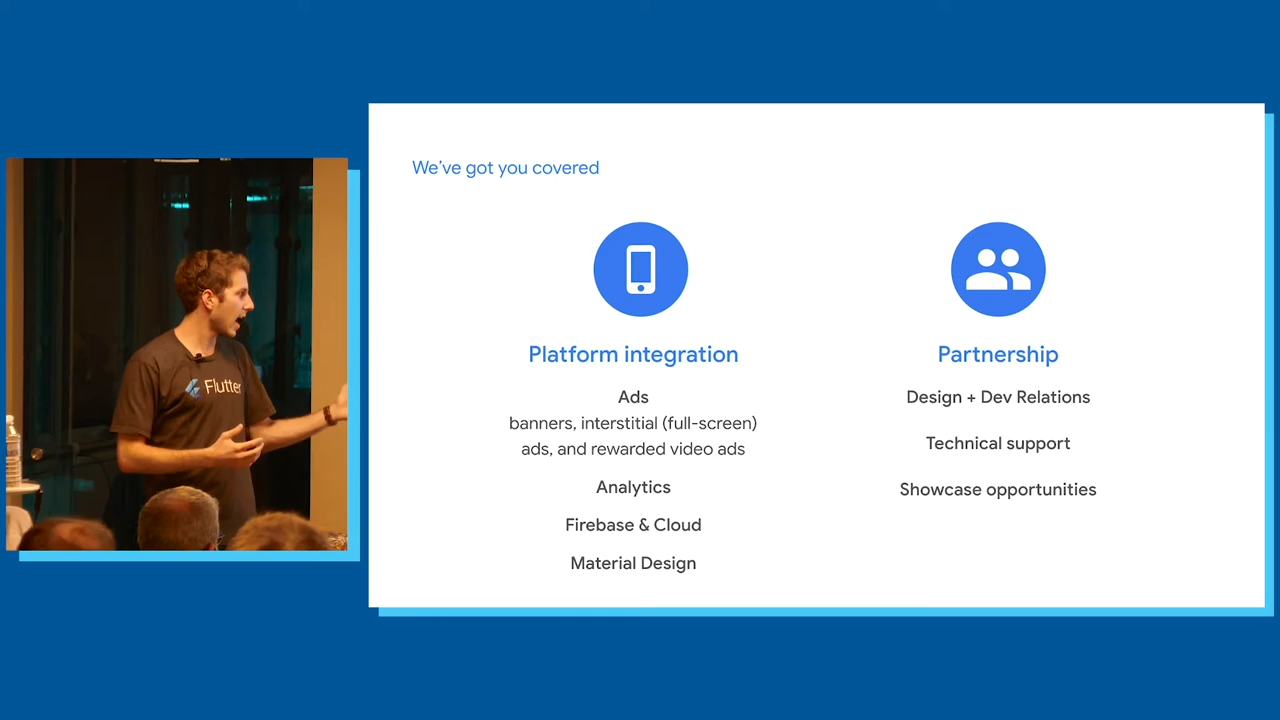 We've got you covered
Flutter
Platform integration
Ads
banners, interstitial (full-screen)
ads, and rewarded video ads
Analytics
Firebase & Cloud
Material Design
Partnership
Design + Dev Relations
Technical support
Showcase opportunities